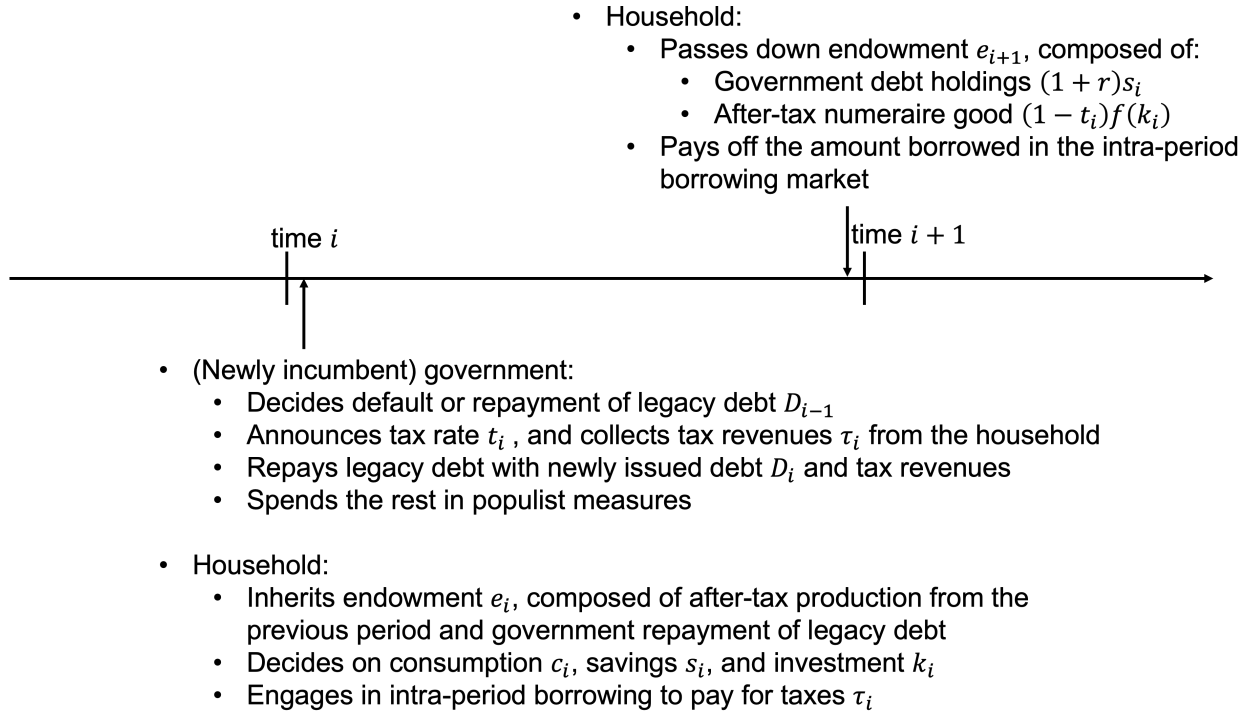 • Household:
• Passes down endowment e_{i+1}, composed of:
• Government debt holdings (1 + r)s_i
• After-tax numeraire good (1 − t_i)f(k_i)
• Pays off the amount borrowed in the intra-period
borrowing market
time i
time i + 1
• (Newly incumbent) government:
• Decides default or repayment of legacy debt D_{i−1}
• Announces tax rate t_i , and collects tax revenues τ_i from the household
• Repays legacy debt with newly issued debt D_i and tax revenues
• Spends the rest in populist measures
• Household:
• Inherits endowment e_i, composed of after-tax production from the
previous period and government repayment of legacy debt
• Decides on consumption c_i, savings s_i, and investment k_i
• Engages in intra-period borrowing to pay for taxes τ_i